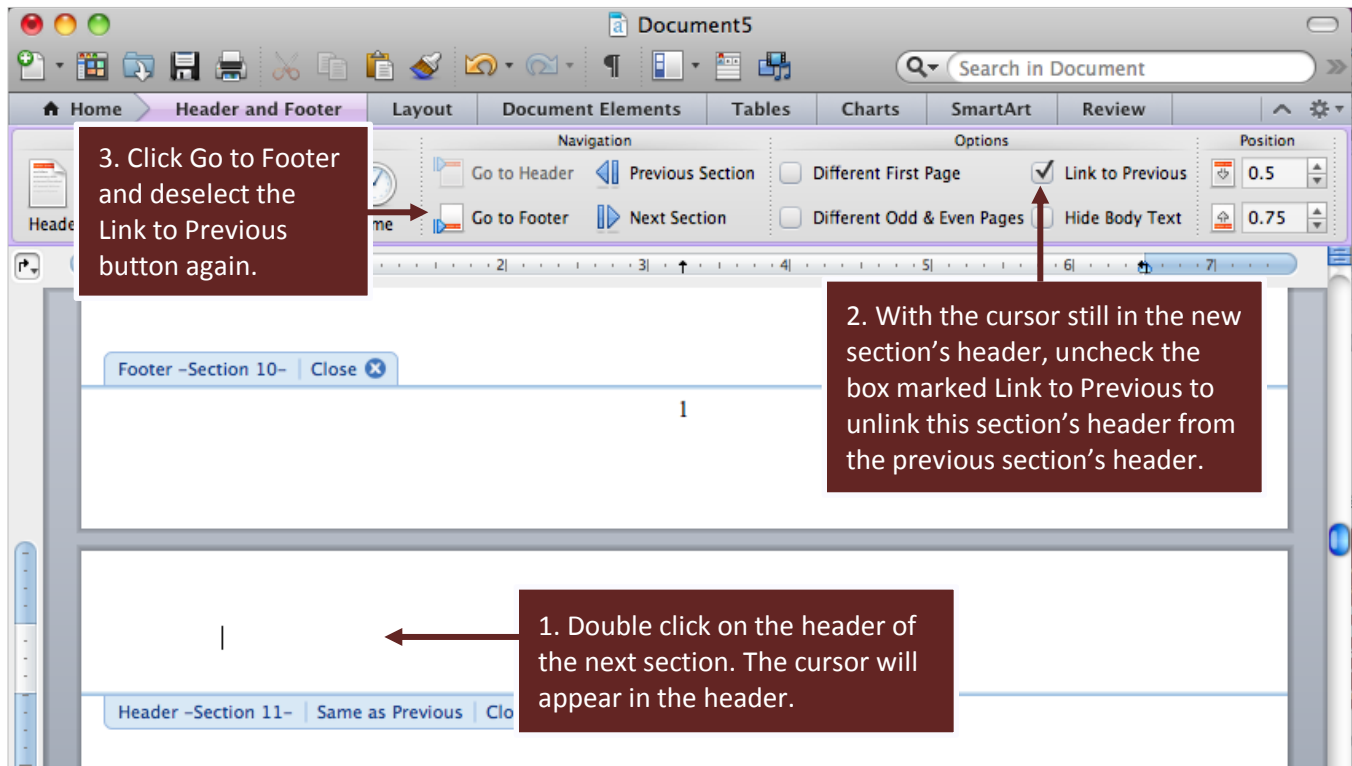 Document5
Search in Document
Home Header and Footer Layout Document Elements Tables Charts SmartArt Review
Navigation Options Position
Go to Header Previous Section Different First Page Link to Previous 0.5
Go to Footer Next Section Different Odd & Even Pages Hide Body Text 0.75
3. Click Go to Footer
and deselect the
Link to Previous
button again.
2 3 4 5 6 7
2. With the cursor still in the new
section’s header, uncheck the
box marked Link to Previous to
unlink this section’s header from
the previous section’s header.
Footer –Section 10– Close
1
1. Double click on the header of
the next section. The cursor will
appear in the header.
Header –Section 11– Same as Previous